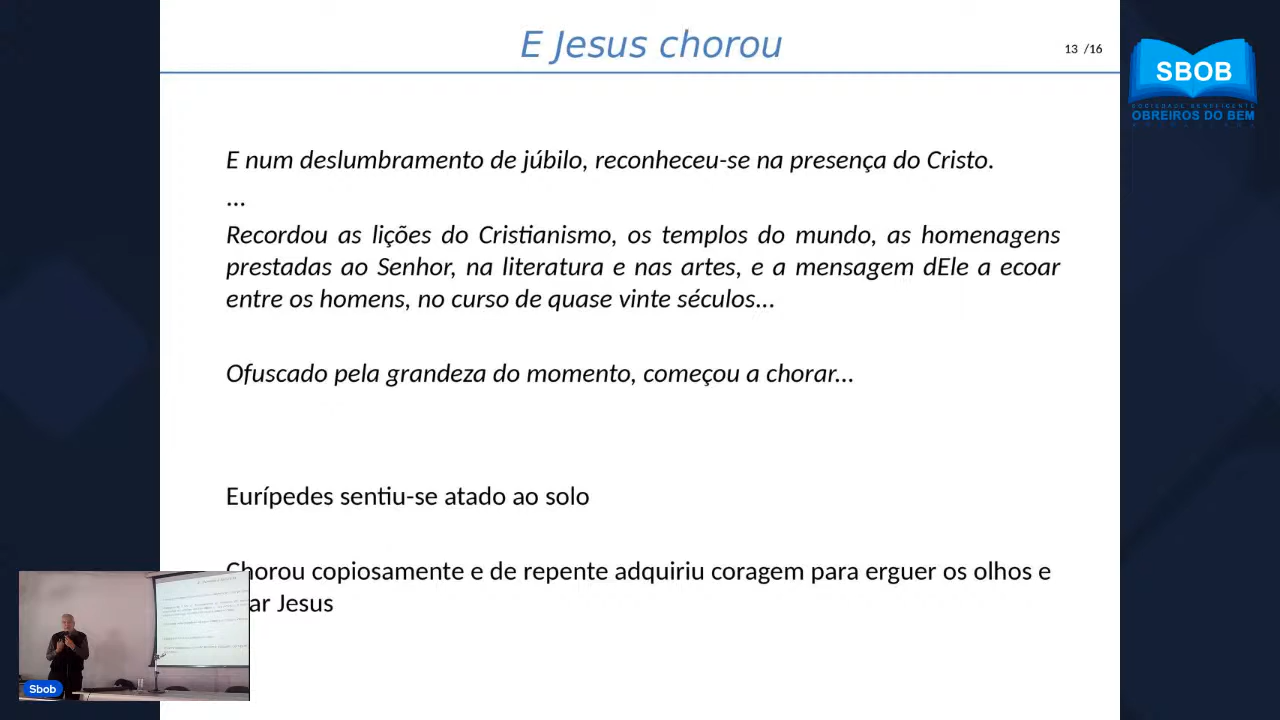 E Jesus chorou
13 /16
SBOB
SOCIEDADE BENEFICENTE
OBREIROS DO BEM
E num deslumbramento de júbilo, reconheceu-se na presença do Cristo.
...
Recordou as lições do Cristianismo, os templos do mundo, as homenagens
prestadas ao Senhor, na literatura e nas artes, e a mensagem dEle a ecoar
entre os homens, no curso de quase vinte séculos...
Ofuscado pela grandeza do momento, começou a chorar...
Eurípedes sentiu-se atado ao solo
Chorou copiosamente e de repente adquiriu coragem para erguer os olhos e
ar Jesus
Sbob